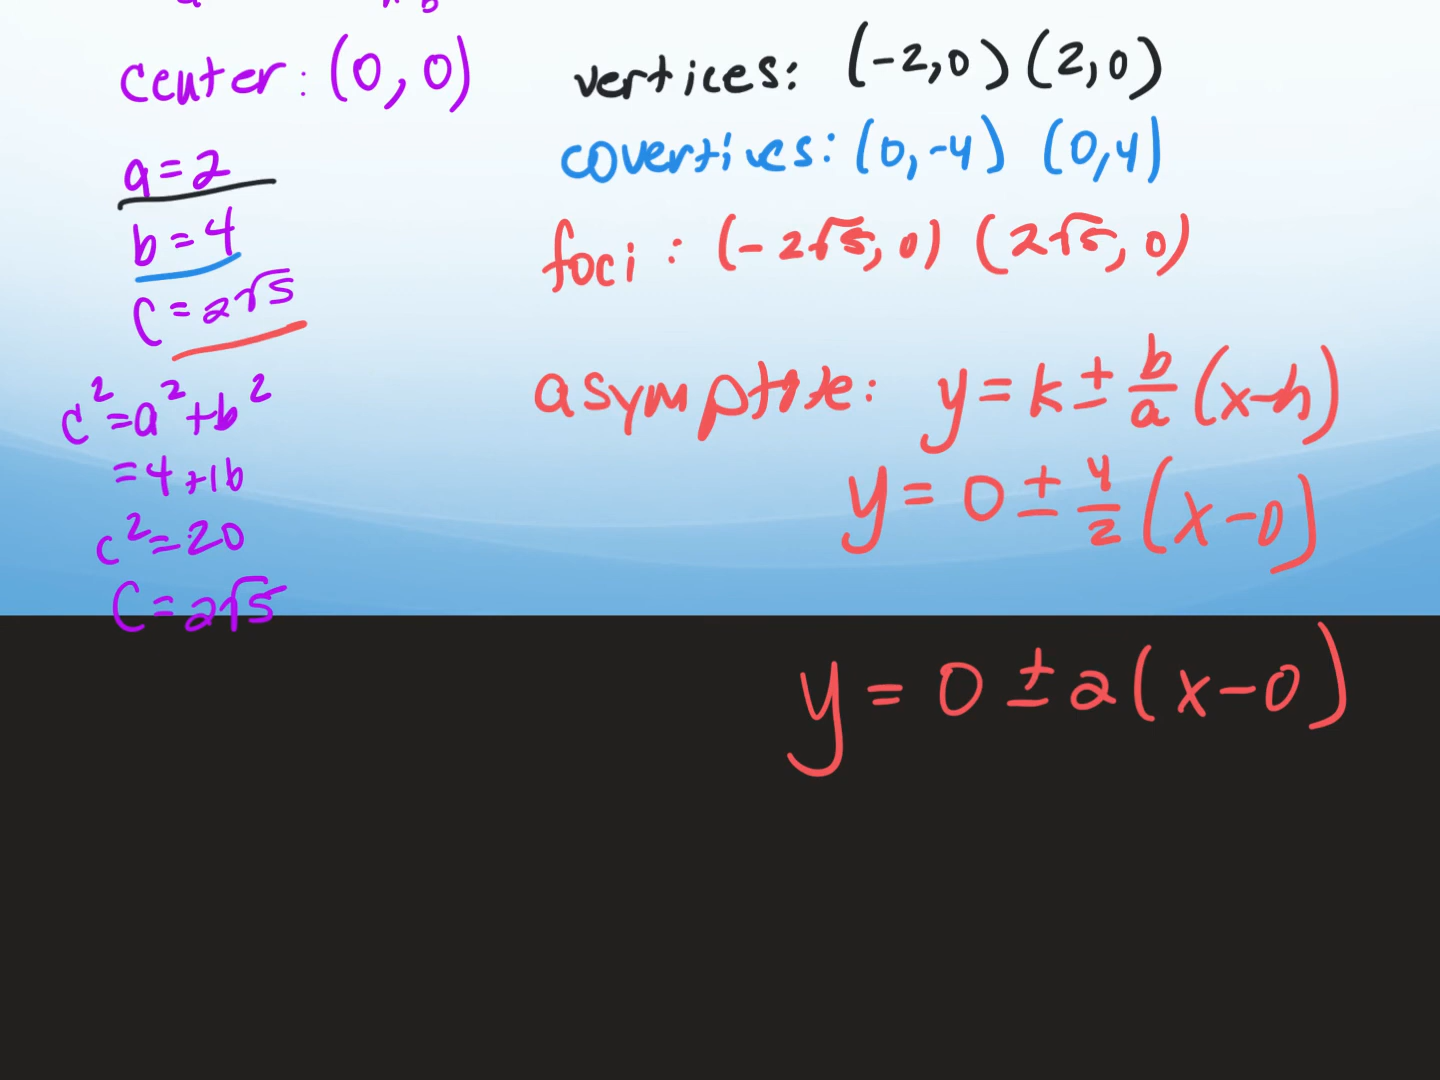 center: (0, 0)
a = 2
b = 4
c = 2√5
c² = a² + b²
= 4 + 16
c² = 20
c = 2√5
vertices: (-2, 0) (2, 0)
covertices: (0, -4) (0, 4)
foci : (-2√5, 0) (2√5, 0)
asymptote: y = k ± b/a (x-h)
y = 0 ± 4/2 (x-0)
y = 0 ± 2(x-0)